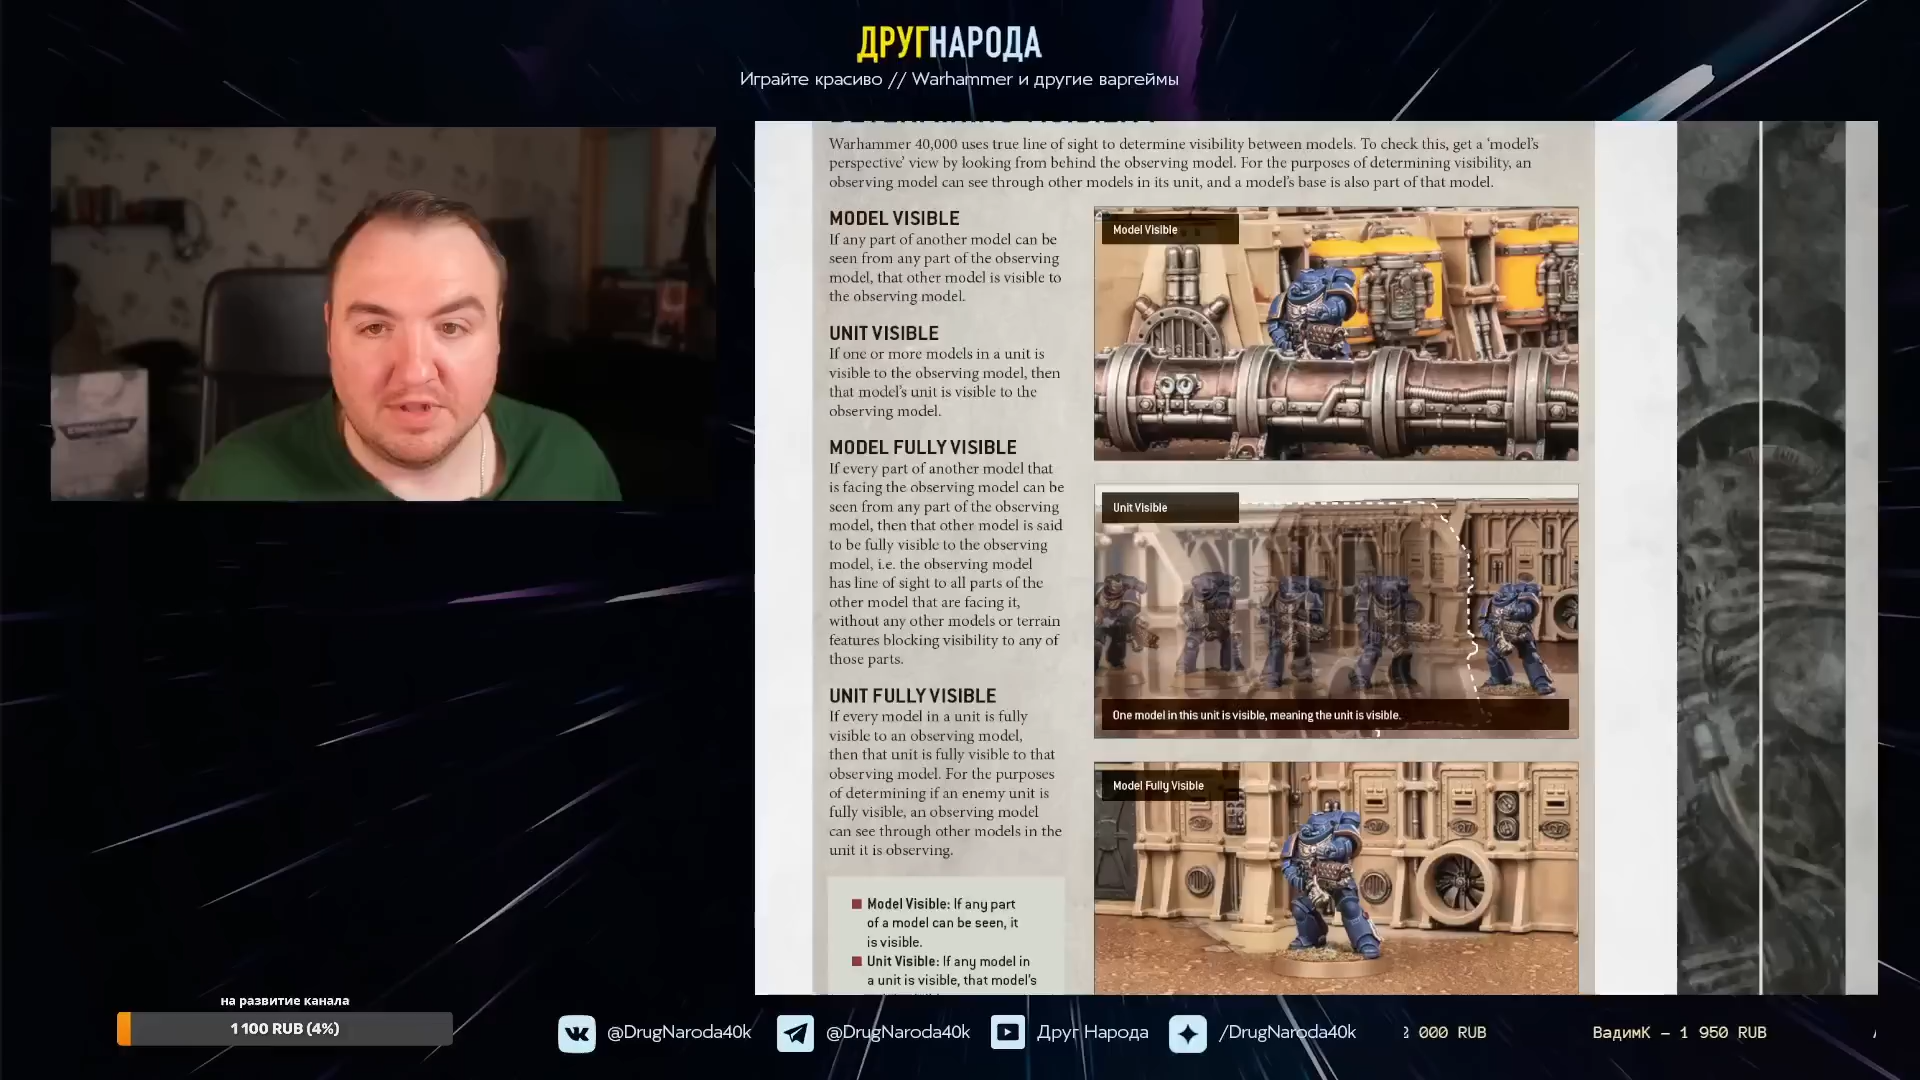 ДРУГНАРОДА
Играйте красиво // Warhammer и другие варгеймы
Warhammer 40,000 uses true line of sight to determine visibility between models. To check this, get a ‘model’s
perspective’ view by looking from behind the observing model. For the purposes of determining visibility, an
observing model can see through other models in its unit, and a model’s base is also part of that model.
MODEL VISIBLE
If any part of another model can be
seen from any part of the observing
model, that other model is visible to
the observing model.
UNIT VISIBLE
If one or more models in a unit is
visible to the observing model, then
that model’s unit is visible to the
observing model.
MODEL FULLY VISIBLE
If every part of another model that
is facing the observing model can be
seen from any part of the observing
model, then that other model is said
to be fully visible to the observing
model, i.e. the observing model
has line of sight to all parts of the
other model that are facing it,
without any other models or terrain
features blocking visibility to any of
those parts.
UNIT FULLY VISIBLE
If every model in a unit is fully
visible to an observing model,
then that unit is fully visible to that
observing model. For the purposes
of determining if an enemy unit is
fully visible, an observing model
can see through other models in the
unit it is observing.
Model Visible: If any part
of a model can be seen, it
is visible.
Unit Visible: If any model in
a unit is visible, that model’s
Model Visible
Unit Visible
One model in this unit is visible, meaning the unit is visible.
Model Fully Visible
на развитие канала
1 100 RUB (4%)
@DrugNaroda40k
@DrugNaroda40k
Друг Народа
/DrugNaroda40k
000 RUB
ВадимК – 1 950 RUB